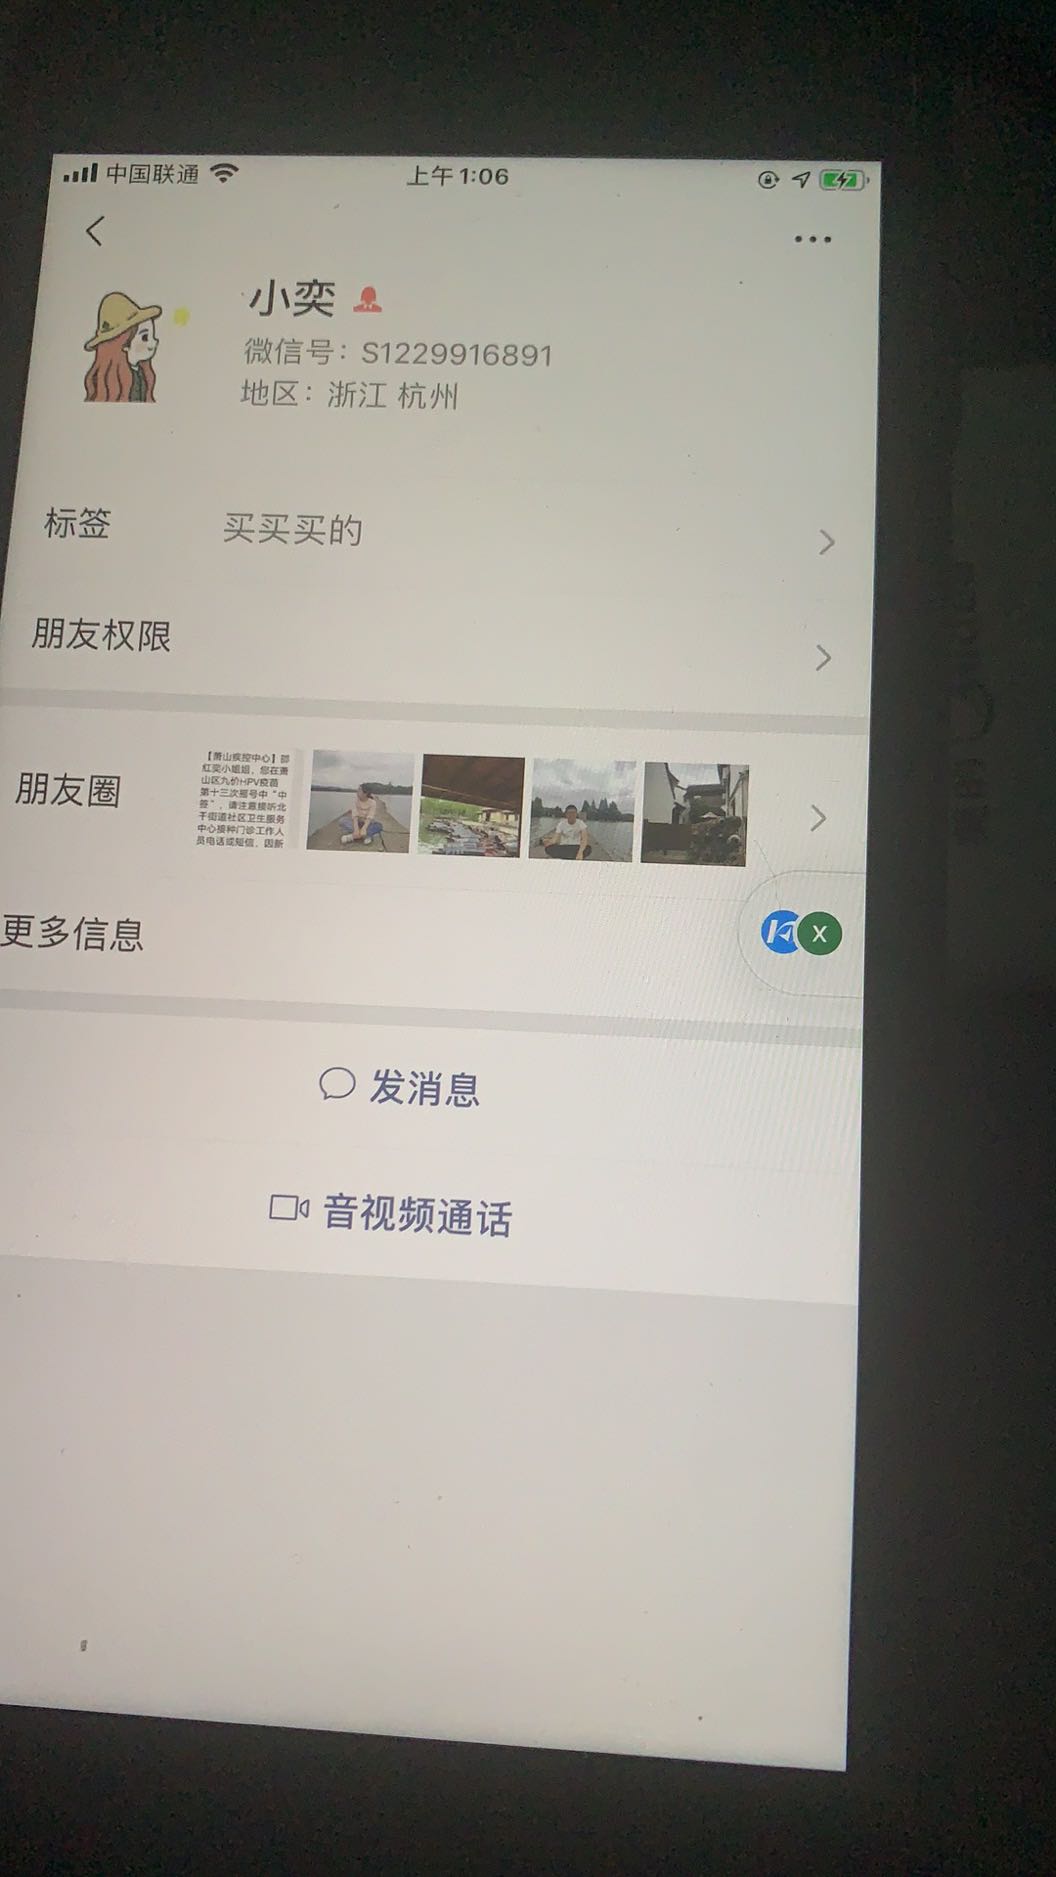 中国联通
上午1:06
小奕
微信号：S1229916891
地区：浙江 杭州
标签 买买买的
朋友权限
朋友圈
【萧山疾控中心】邵
红奕小姐姐，您在萧
山区九价HPV疫苗
第十三次摇号中“中
签”，请注意接听北
干街道社区卫生服务
中心接种门诊工作人
员电话或短信，因新
更多信息
X
发消息
音视频通话